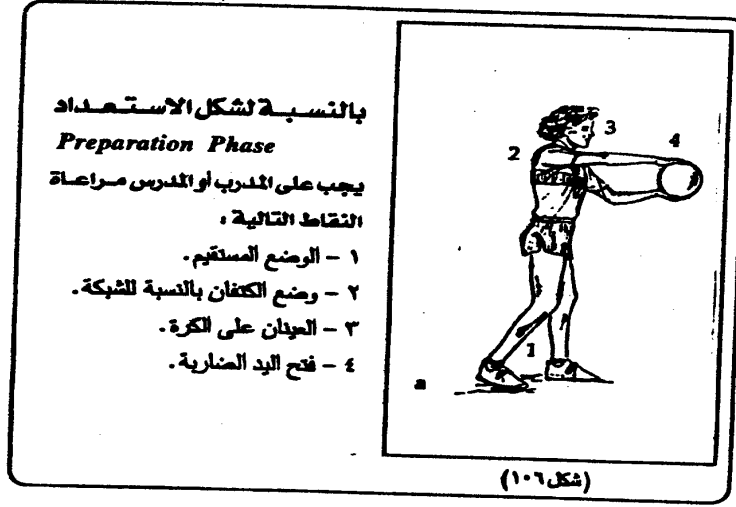 بالنسبة لشكل الاستعداد
Preparation Phase
يجب على المدرب أو المدرس مراعاة
النقاط التالية :
١ - الوضع المستقيم.
٢ - وضع الكتفان بالنسبة للشبكة.
٣ - العينان على الكرة.
٤ - فتح اليد الضاربة.
3
4
2
1
a
(شكل ١٠٦)